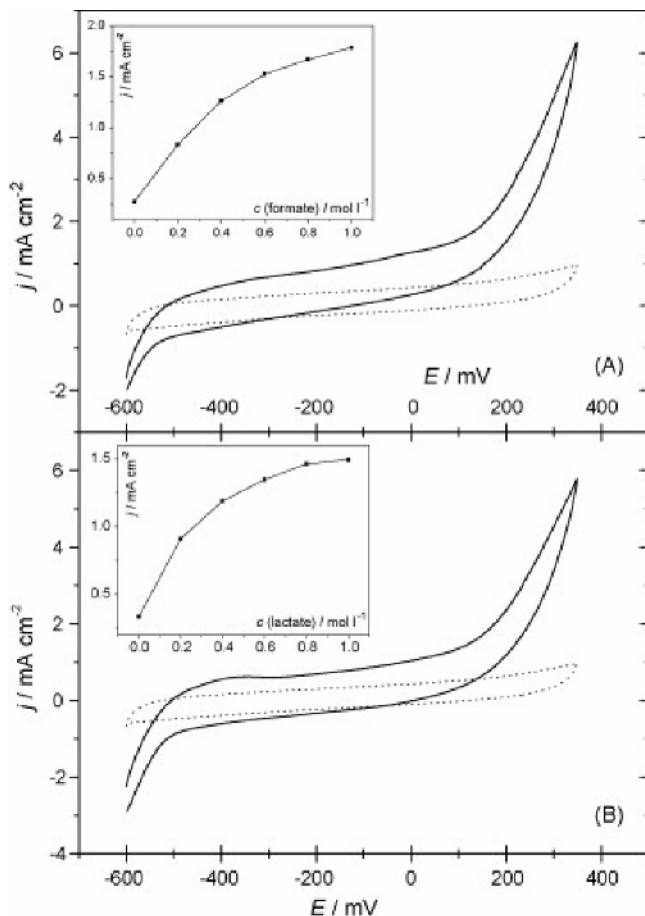 2.0
j / mA cm⁻²
1.5
1.0
0.5
0.0 0.2 0.4 0.6 0.8 1.0
c (formate) / mol l⁻¹
6
4
2
0
-2
j / mA cm⁻²
E / mV
(A)
-600 -400 -200 0 200 400
1.5
j / mA cm⁻²
1.0
0.5
0.0 0.2 0.4 0.6 0.8 1.0
c (lactate) / mol l⁻¹
6
4
2
0
-2
-4
j / mA cm⁻²
(B)
-600 -400 -200 0 200 400
E / mV